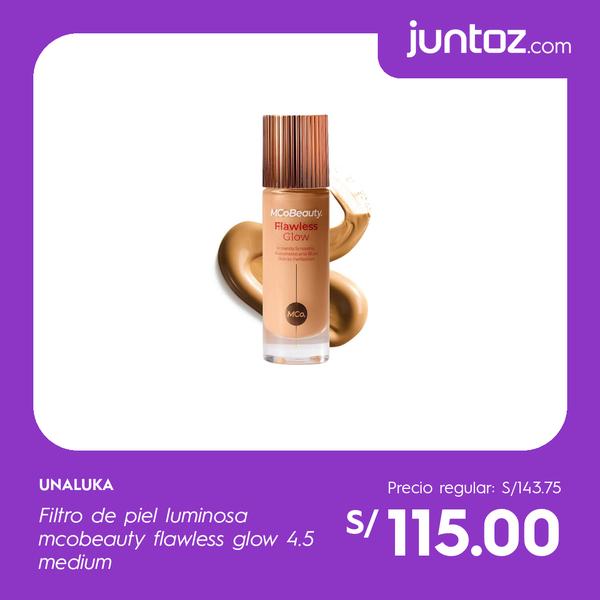 juntoz.com
MCoBeauty.
Flawless
Glow
MCo.
UNALUKA
Filtro de piel luminosa
mcobeauty flawless glow 4.5
medium
Precio regular: S/143.75
S/115.00